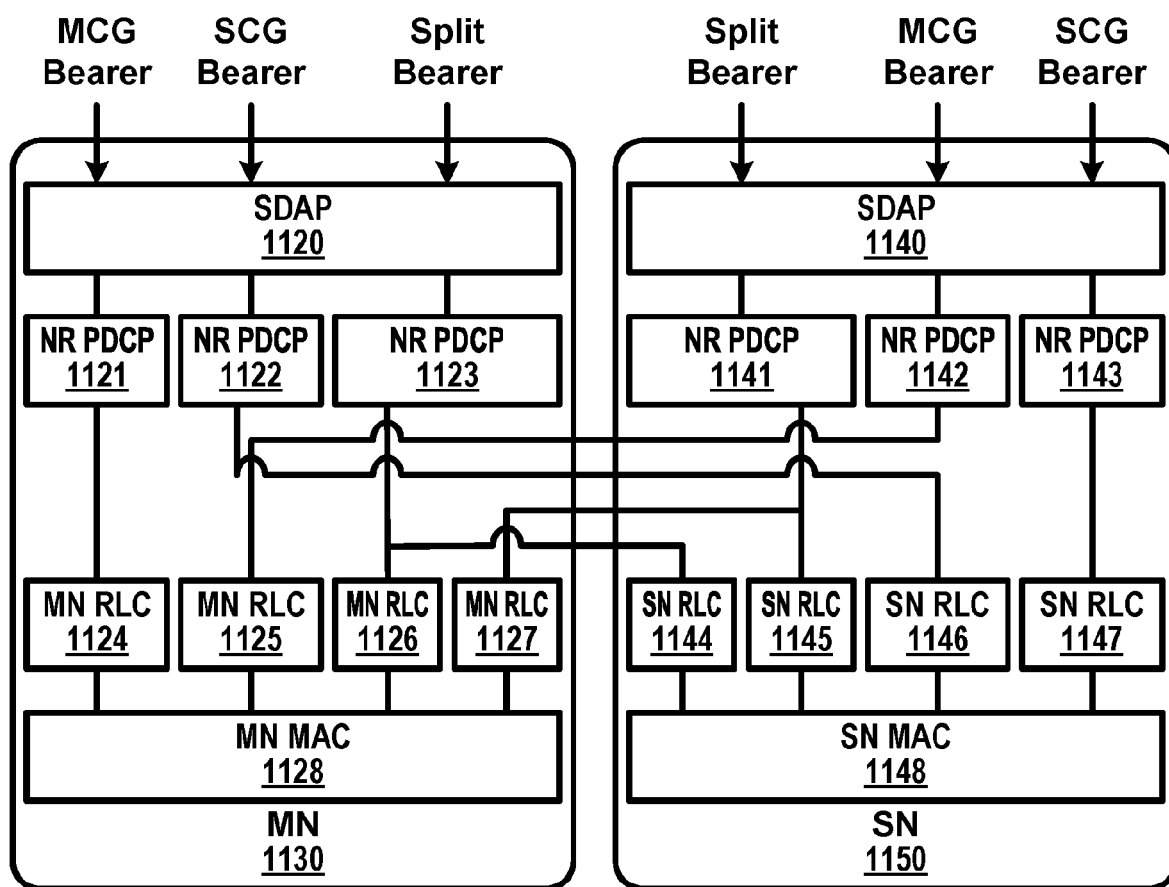 MCG
Bearer
SCG
Bearer
Split
Bearer
Split
Bearer
MCG
Bearer
SCG
Bearer
SDAP
1120
SDAP
1140
NR PDCP
1121
NR PDCP
1122
NR PDCP
1123
NR PDCP
1141
NR PDCP
1142
NR PDCP
1143
MN RLC
1124
MN RLC
1125
MN RLC
1126
MN RLC
1127
SN RLC
1144
SN RLC
1145
SN RLC
1146
SN RLC
1147
MN MAC
1128
SN MAC
1148
MN
1130
SN
1150